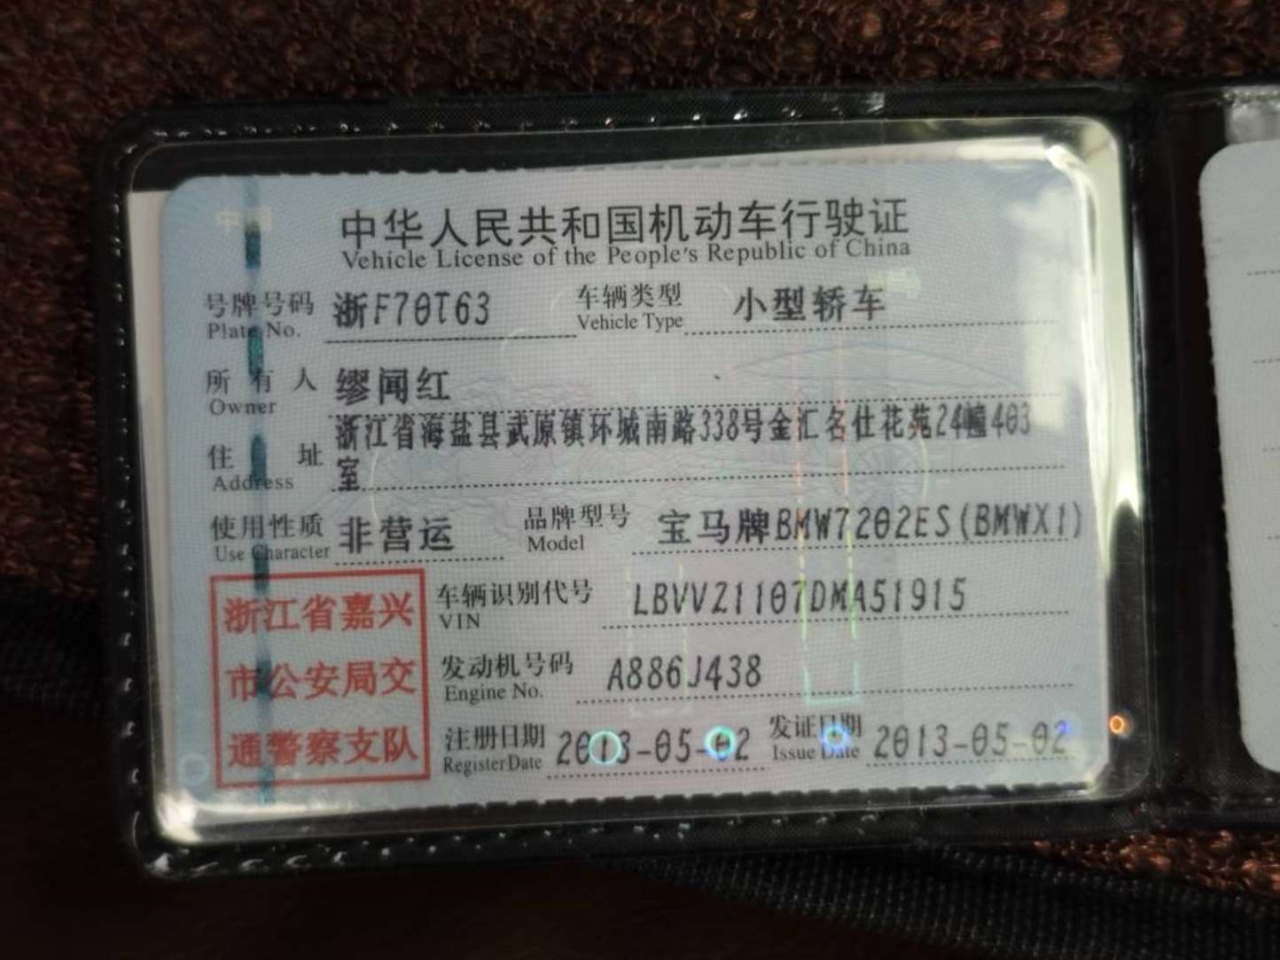 中国
中华人民共和国机动车行驶证
Vehicle License of the People's Republic of China
号牌号码 浙F70T63 车辆类型 小型轿车
Plate No. Vehicle Type
所有人 缪闻红
Owner
浙江省海盐县武原镇环城南路338号金汇名仕花苑24幢403
住址 室
Address
使用性质 非营运 品牌型号 宝马牌BMW7202ES(BMWX1)
Use Character Model
浙江省嘉兴
市公安局交
通警察支队
车辆识别代号 LBVVZ1107DMA51915
VIN
发动机号码 A886J438
Engine No.
注册日期 2013-05-02 发证日期 2013-05-02
Register Date Issue Date